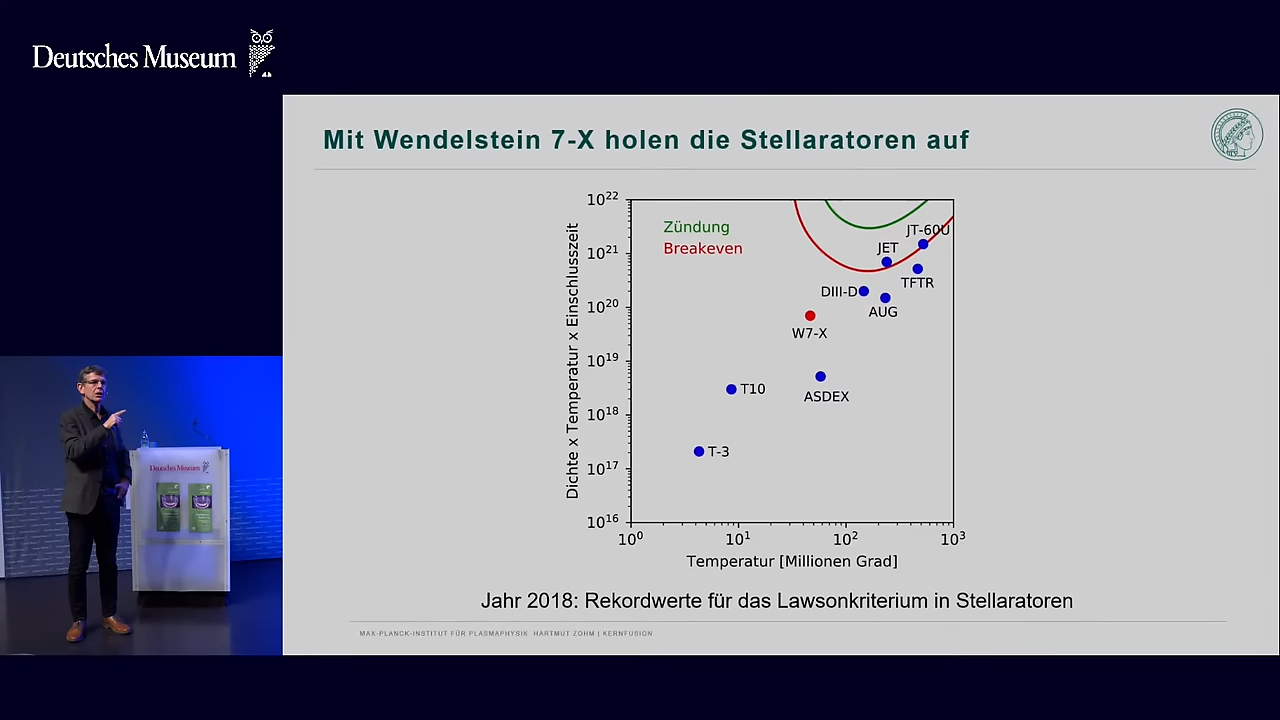 Deutsches Museum
Mit Wendelstein 7-X holen die Stellaratoren auf
Dichte x Temperatur x Einschlusszeit
10²²
10²¹
10²⁰
10¹⁹
10¹⁸
10¹⁷
10¹⁶
Zündung
Breakeven
JT-60U
JET
TFTR
DIII-D
AUG
W7-X
T10
ASDEX
T-3
10⁰
10¹
10²
10³
Temperatur [Millionen Grad]
Jahr 2018: Rekordwerte für das Lawsonkriterium in Stellaratoren
MAX-PLANCK-INSTITUT FÜR PLASMAPHYSIK HARTMUT ZOHM | KERNFUSION
Deutsches Museum